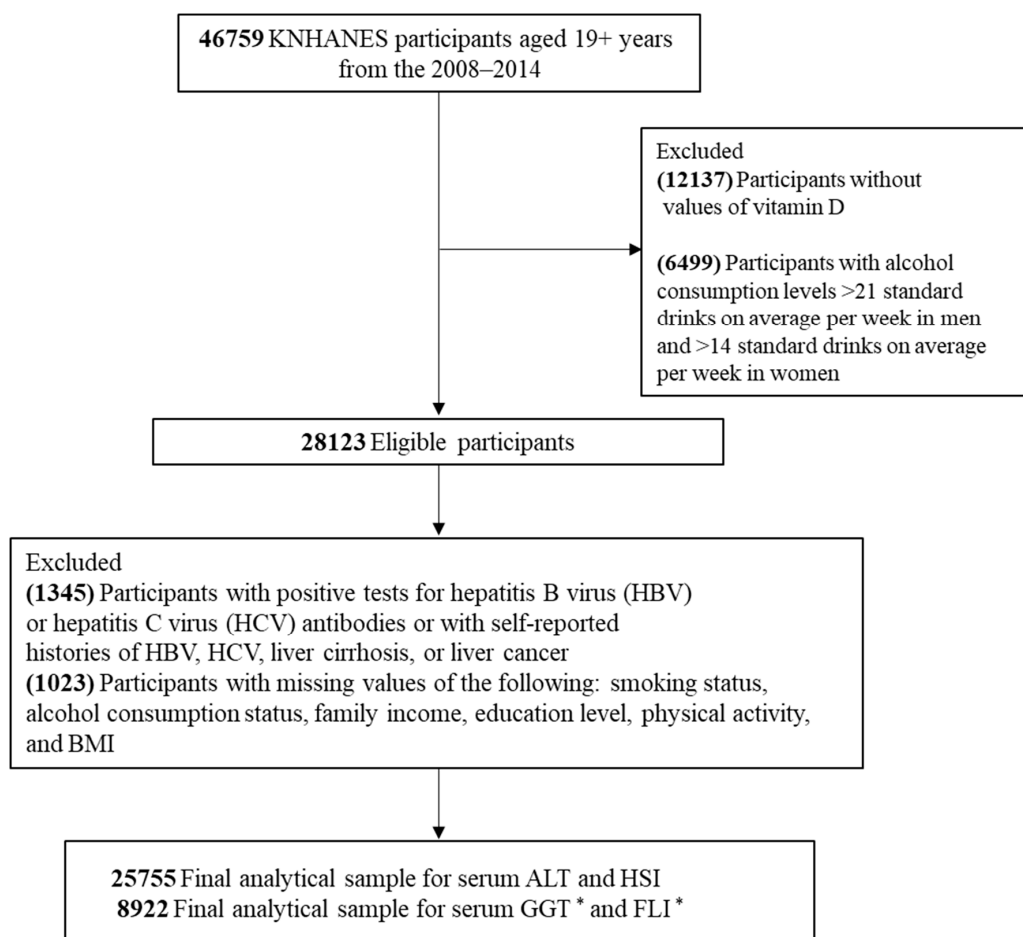 46759 KNHANES participants aged 19+ years
from the 2008–2014
Excluded
(12137) Participants without
values of vitamin D
(6499) Participants with alcohol
consumption levels >21 standard
drinks on average per week in men
and >14 standard drinks on average
per week in women
28123 Eligible participants
Excluded
(1345) Participants with positive tests for hepatitis B virus (HBV)
or hepatitis C virus (HCV) antibodies or with self-reported
histories of HBV, HCV, liver cirrhosis, or liver cancer
(1023) Participants with missing values of the following: smoking status,
alcohol consumption status, family income, education level, physical activity,
and BMI
25755 Final analytical sample for serum ALT and HSI
8922 Final analytical sample for serum GGT * and FLI *